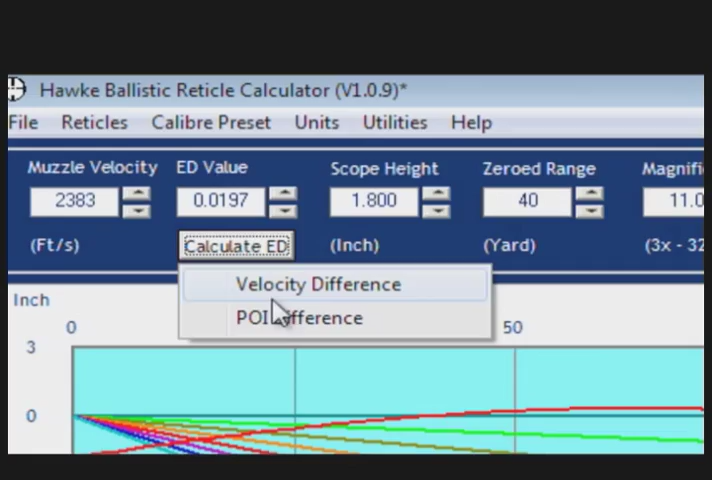 Hawke Ballistic Reticle Calculator (V1.0.9)*
File Reticles Calibre Preset Units Utilities Help
Muzzle Velocity ED Value Scope Height Zeroed Range Magnifi
2383 0.0197 1.800 40 11.0
(Ft/s) Calculate ED (Inch) (Yard) (3x - 32
Velocity Difference
POI Difference
Inch
0 50
3
0